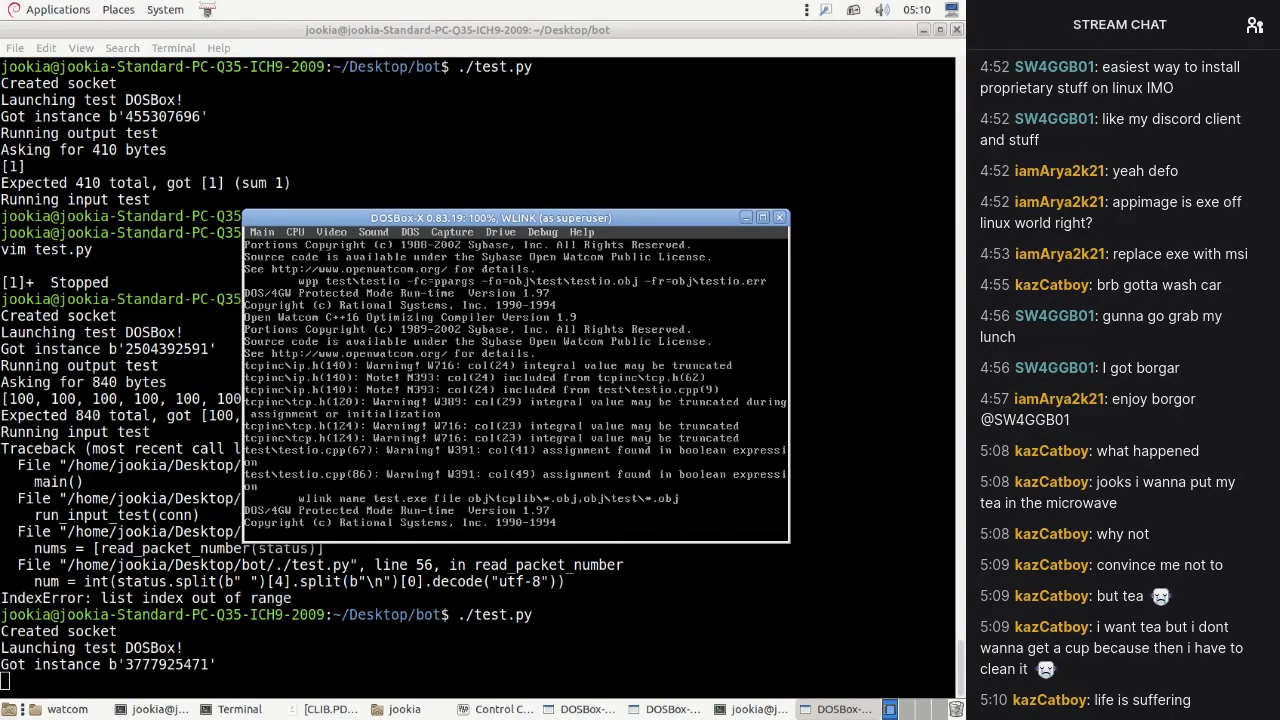 Applications Places System 05:10
jookia@jookia-Standard-PC-Q35-ICH9-2009: ~/Desktop/bot
File Edit View Search Terminal Help
jookia@jookia-Standard-PC-Q35-ICH9-2009:~/Desktop/bot$ ./test.py
Created socket
Launching test DOSBox!
Got instance b'455307696'
Running output test
Asking for 410 bytes
[1]
Expected 410 total, got [1] (sum 1)
Running input test
jookia@jookia-Standard-PC-Q35
jookia@jookia-Standard-PC-Q35
vim test.py
[1]+  Stopped
jookia@jookia-Standard-PC-Q35
Created socket
Launching test DOSBox!
Got instance b'2504392591'
Running output test
Asking for 840 bytes
[100, 100, 100, 100, 100, 100
Expected 840 total, got [100,
Running input test
Traceback (most recent call l
File "/home/jookia/Desktop/
main()
File "/home/jookia/Desktop/
run_input_test(conn)
File "/home/jookia/Desktop/
nums = [read_packet_number(status)]
File "/home/jookia/Desktop/bot/./test.py", line 56, in read_packet_number
num = int(status.split(b" ")[4].split(b"\n")[0].decode("utf-8"))
IndexError: list index out of range
jookia@jookia-Standard-PC-Q35-ICH9-2009:~/Desktop/bot$ ./test.py
Created socket
Launching test DOSBox!
Got instance b'3777925471'
DOSBox-X 0.83.19: 100%, WLINK (as superuser)
Main CPU Video Sound DOS Capture Drive Debug Help
Portions Copyright (c) 1988-2002 Sybase, Inc. All Rights Reserved.
Source code is available under the Sybase Open Watcom Public License.
See http://www.openwatcom.org/ for details.
wpp test\testio -fc=ppargs -fo=obj\test\testio.obj -fr=obj\testio.err
DOS/4GW Protected Mode Run-time  Version 1.97
Copyright (c) Rational Systems, Inc. 1990-1994
Open Watcom C++16 Optimizing Compiler Version 1.9
Portions Copyright (c) 1989-2002 Sybase, Inc. All Rights Reserved.
Source code is available under the Sybase Open Watcom Public License.
See http://www.openwatcom.org/ for details.
tcpinc\ip.h(140): Warning! W716: col(24) integral value may be truncated
tcpinc\ip.h(140): Note! N393: col(24) included from tcpinc\tcp.h(62)
tcpinc\ip.h(140): Note! N393: col(24) included from test\testio.cpp(9)
tcpinc\tcp.h(120): Warning! W389: col(29) integral value may be truncated during
assignment or initialization
tcpinc\tcp.h(124): Warning! W716: col(23) integral value may be truncated
tcpinc\tcp.h(124): Warning! W716: col(23) integral value may be truncated
test\testio.cpp(67): Warning! W391: col(41) assignment found in boolean expressi
on
test\testio.cpp(86): Warning! W391: col(49) assignment found in boolean expressi
on
wlink name test.exe file obj\tcplib\*.obj,obj\test\*.obj
DOS/4GW Protected Mode Run-time  Version 1.97
Copyright (c) Rational Systems, Inc. 1990-1994
watcom jookia@jo... Terminal [CLIB.PD... jookia Control C... DOSBox-... DOSBox-... jookia@jo... DOSBox-...
STREAM CHAT
4:52 SW4GGB01: easiest way to install
proprietary stuff on linux IMO
4:52 SW4GGB01: like my discord client
and stuff
4:52 iamArya2k21: yeah defo
4:52 iamArya2k21: appimage is exe off
linux world right?
4:53 iamArya2k21: replace exe with msi
4:55 kazCatboy: brb gotta wash car
4:56 SW4GGB01: gunna go grab my
lunch
4:56 SW4GGB01: I got borgar
4:57 iamArya2k21: enjoy borgor
@SW4GGB01
5:08 kazCatboy: what happened
5:08 kazCatboy: jooks i wanna put my
tea in the microwave
5:08 kazCatboy: why not
5:09 kazCatboy: convince me not to
5:09 kazCatboy: but tea
5:09 kazCatboy: i want tea but i dont
wanna get a cup because then i have to
clean it
5:10 kazCatboy: life is suffering